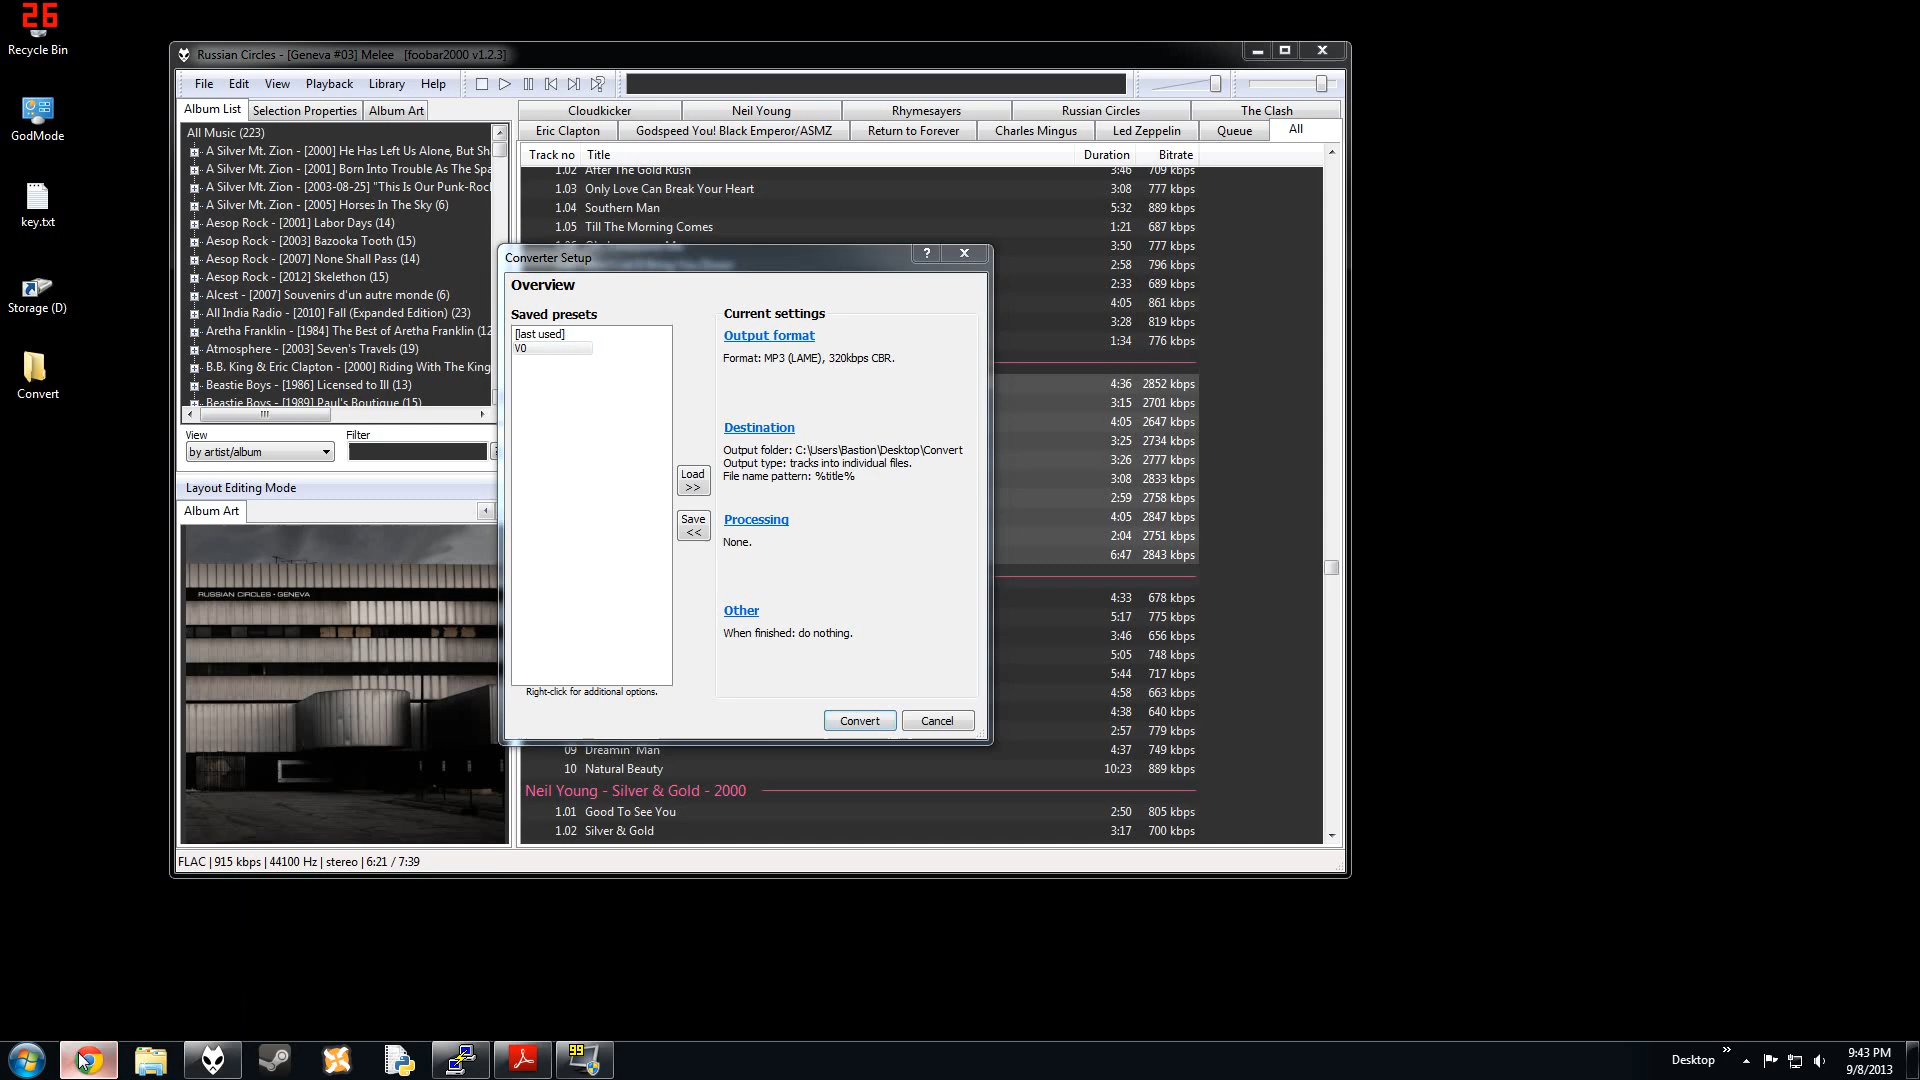 26
Recycle Bin
GodMode
key.txt
Storage (D)
Convert
Russian Circles - [Geneva #03] Melee   [foobar2000 v1.2.3]
File Edit View Playback Library Help
Album List Selection Properties Album Art
All Music (223)
A Silver Mt. Zion - [2000] He Has Left Us Alone, But Sh
A Silver Mt. Zion - [2001] Born Into Trouble As The Spa
A Silver Mt. Zion - [2003-08-25] "This Is Our Punk-Roc
A Silver Mt. Zion - [2005] Horses In The Sky (6)
Aesop Rock - [2001] Labor Days (14)
Aesop Rock - [2003] Bazooka Tooth (15)
Aesop Rock - [2007] None Shall Pass (14)
Aesop Rock - [2012] Skelethon (15)
Alcest - [2007] Souvenirs d'un autre monde (6)
All India Radio - [2010] Fall (Expanded Edition) (23)
Aretha Franklin - [1984] The Best of Aretha Franklin (12
Atmosphere - [2003] Seven's Travels (19)
B.B. King & Eric Clapton - [2000] Riding With The King
Beastie Boys - [1986] Licensed to Ill (13)
Beastie Boys - [1989] Paul's Boutique (15)
View
Filter
by artist/album
Layout Editing Mode
Album Art
RUSSIAN CIRCLES • GENEVA
Cloudkicker Neil Young Rhymesayers Russian Circles The Clash
Eric Clapton Godspeed You! Black Emperor/ASMZ Return to Forever Charles Mingus Led Zeppelin Queue All
Track no Title Duration Bitrate
1.02 After The Gold Rush 3:46 709 kbps
1.03 Only Love Can Break Your Heart 3:08 777 kbps
1.04 Southern Man 5:32 889 kbps
1.05 Till The Morning Comes 1:21 687 kbps
3:50 777 kbps
2:58 796 kbps
2:33 689 kbps
4:05 861 kbps
3:28 819 kbps
1:34 776 kbps
4:36 2852 kbps
3:15 2701 kbps
4:05 2647 kbps
3:25 2734 kbps
3:26 2777 kbps
3:08 2833 kbps
2:59 2758 kbps
4:05 2847 kbps
2:04 2751 kbps
6:47 2843 kbps
4:33 678 kbps
5:17 775 kbps
3:46 656 kbps
5:05 748 kbps
5:44 717 kbps
4:58 663 kbps
4:38 640 kbps
2:57 779 kbps
09 Dreamin' Man 4:37 749 kbps
10 Natural Beauty 10:23 889 kbps
Neil Young - Silver & Gold - 2000
1.01 Good To See You 2:50 805 kbps
1.02 Silver & Gold 3:17 700 kbps
Converter Setup
Overview
Saved presets
[last used]
V0
Right-click for additional options.
Load
>>
Save
<<
Current settings
Output format
Format: MP3 (LAME), 320kbps CBR.
Destination
Output folder: C:\Users\Bastion\Desktop\Convert
Output type: tracks into individual files.
File name pattern: %title%
Processing
None.
Other
When finished: do nothing.
Convert Cancel
FLAC | 915 kbps | 44100 Hz | stereo | 6:21 / 7:39
99
Desktop »
9:43 PM
9/8/2013